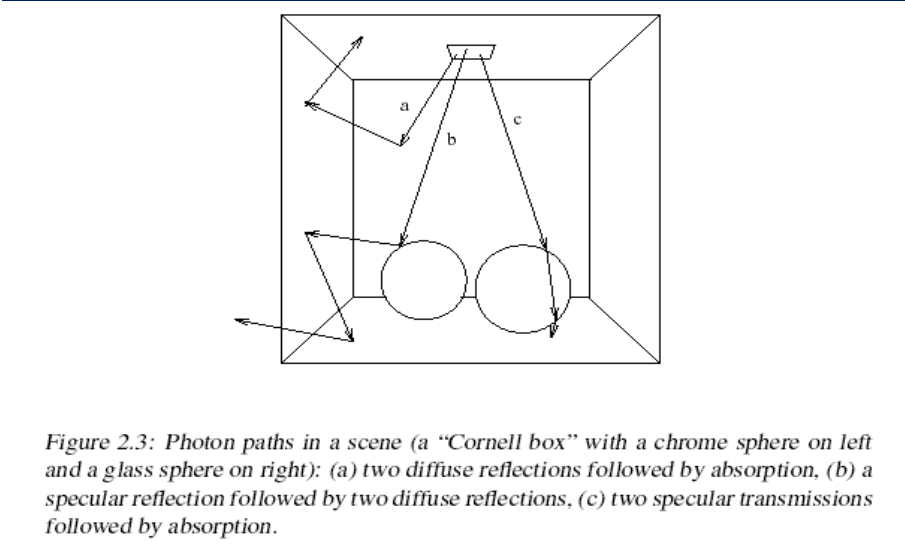 a
b
c
Figure 2.3: Photon paths in a scene (a “Cornell box” with a chrome sphere on left
and a glass sphere on right): (a) two diffuse reflections followed by absorption, (b) a
specular reflection followed by two diffuse reflections, (c) two specular transmissions
followed by absorption.